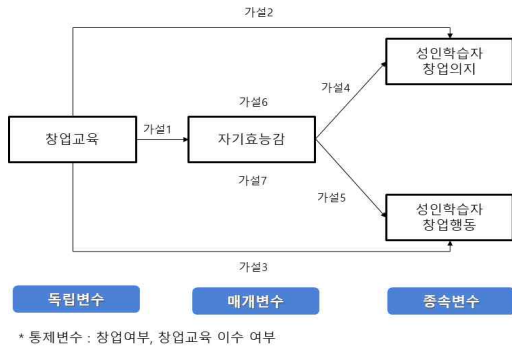 가설2
성인학습자
창업의지
가설4
가설6
창업교육
가설1
자기효능감
가설7
가설5
성인학습자
창업행동
가설3
독립변수
매개변수
종속변수
* 통제변수 : 창업여부, 창업교육 이수 여부